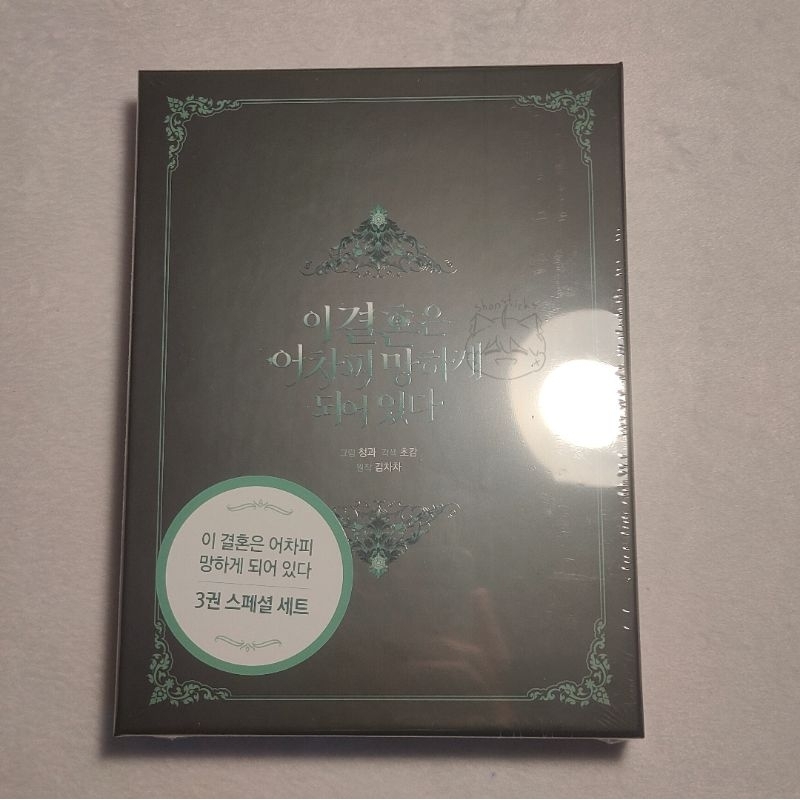 shonylicks
이 결혼은
어차피 망하게
되어 있다
그림 청과 각색 초감
원작 김차차
이 결혼은 어차피
망하게 되어 있다
3권 스페셜 세트